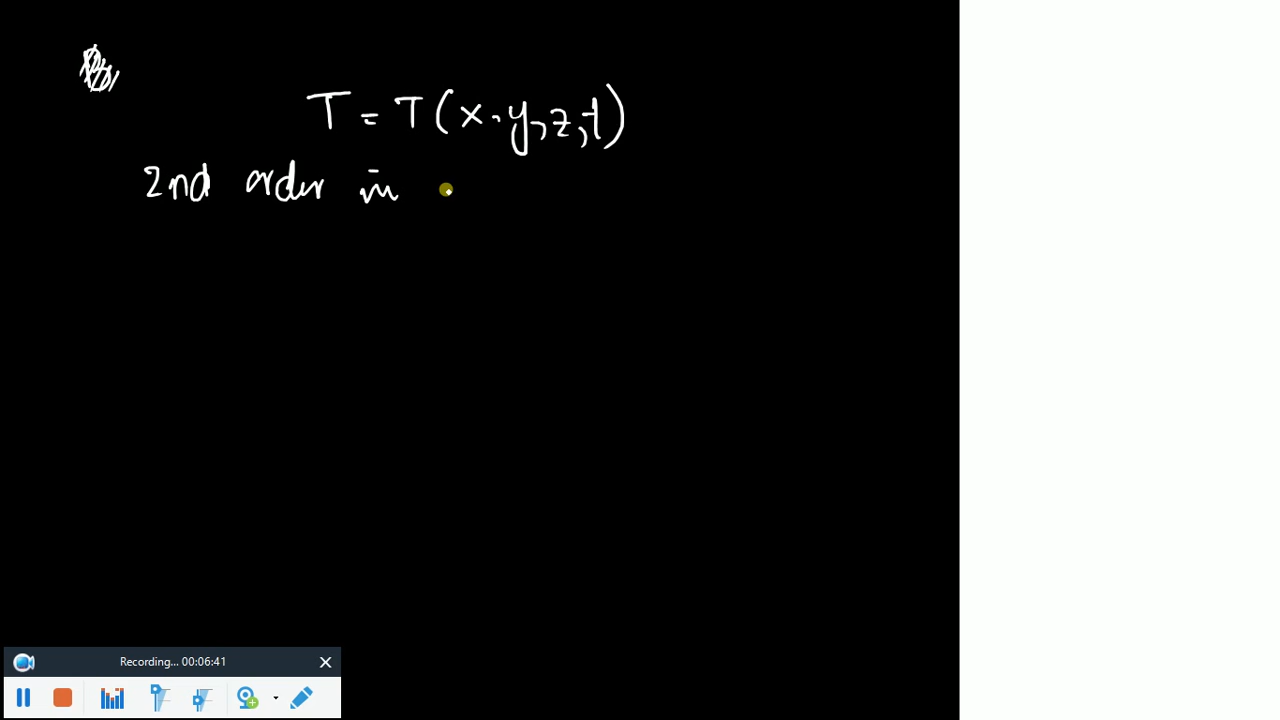 T = T(x, y, z, t)
2nd order in
Recording... 00:06:41